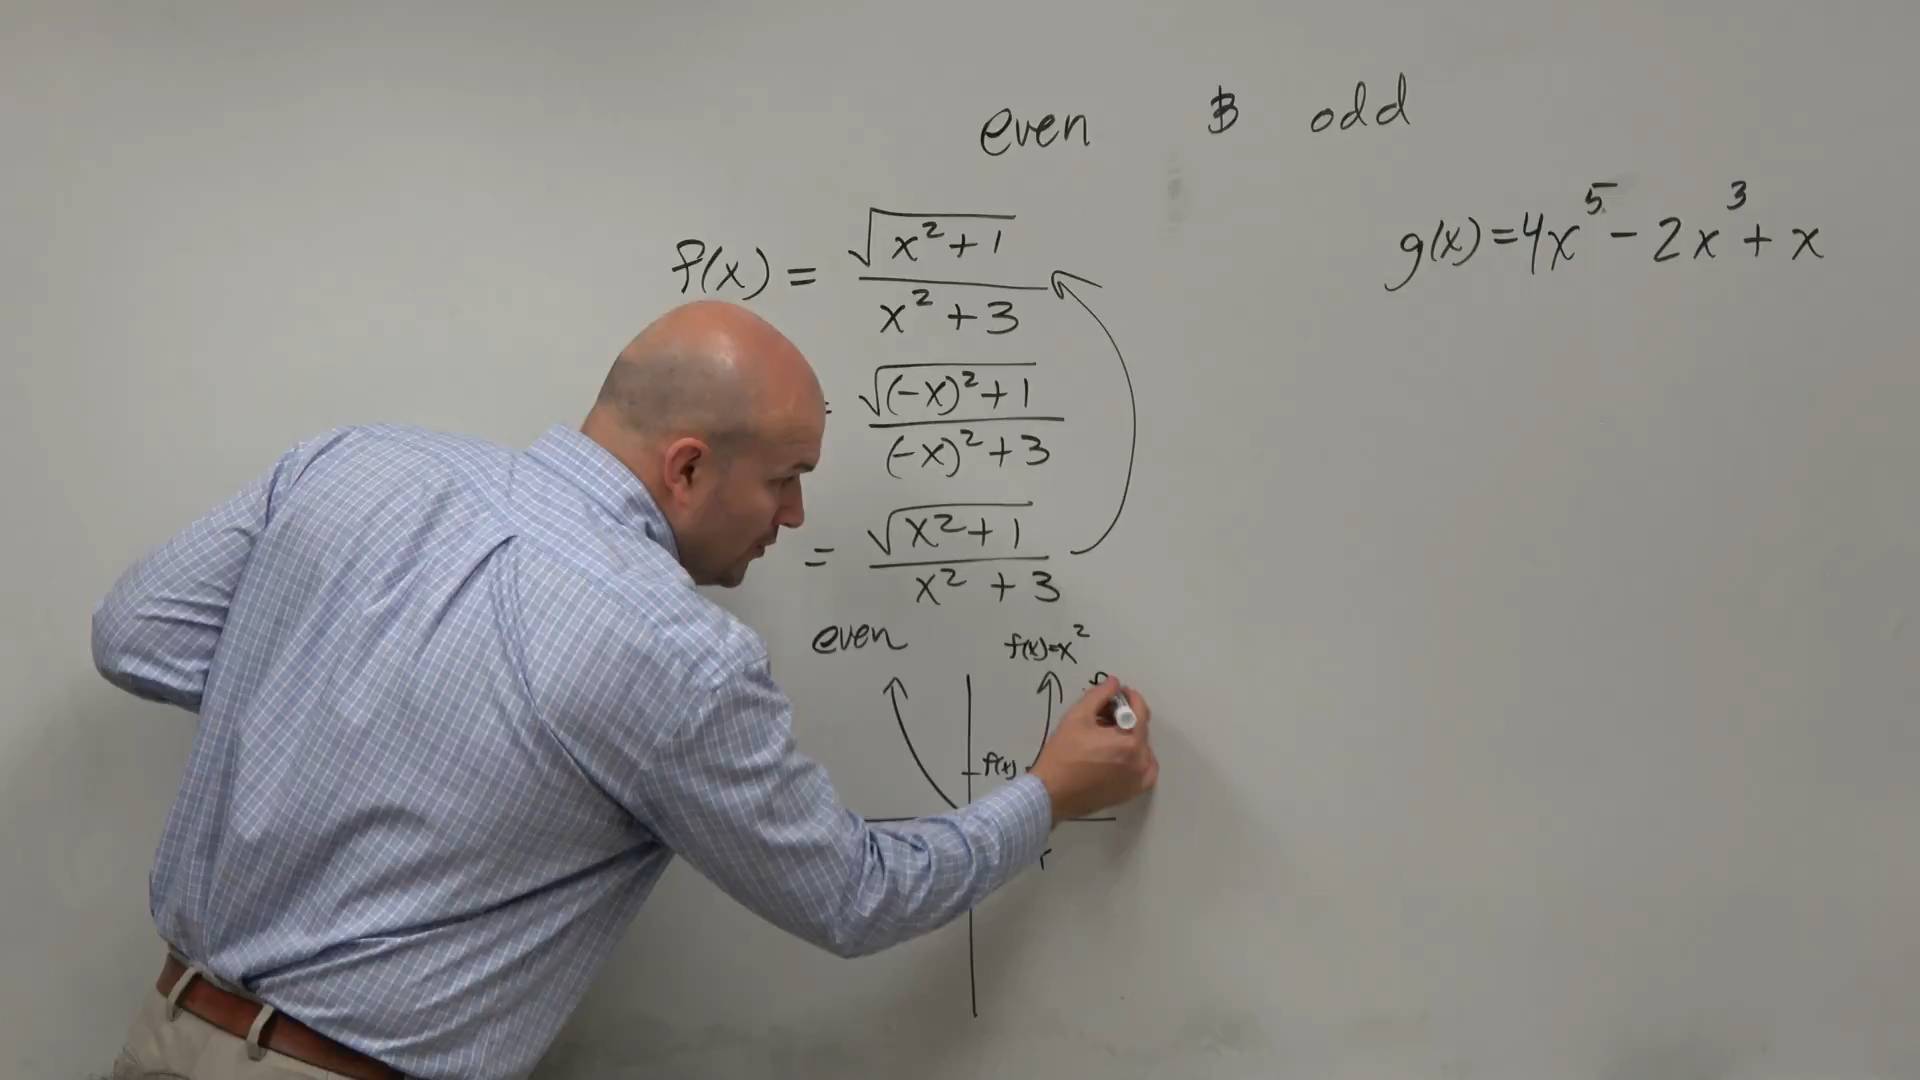 even & odd
f(x) = √(x²+1) / (x²+3)
g(x)=4x⁵-2x³+x
= √((-x)²+1) / ((-x)²+3)
= √(x²+1) / (x²+3)
even f(x)=x²
f(x)